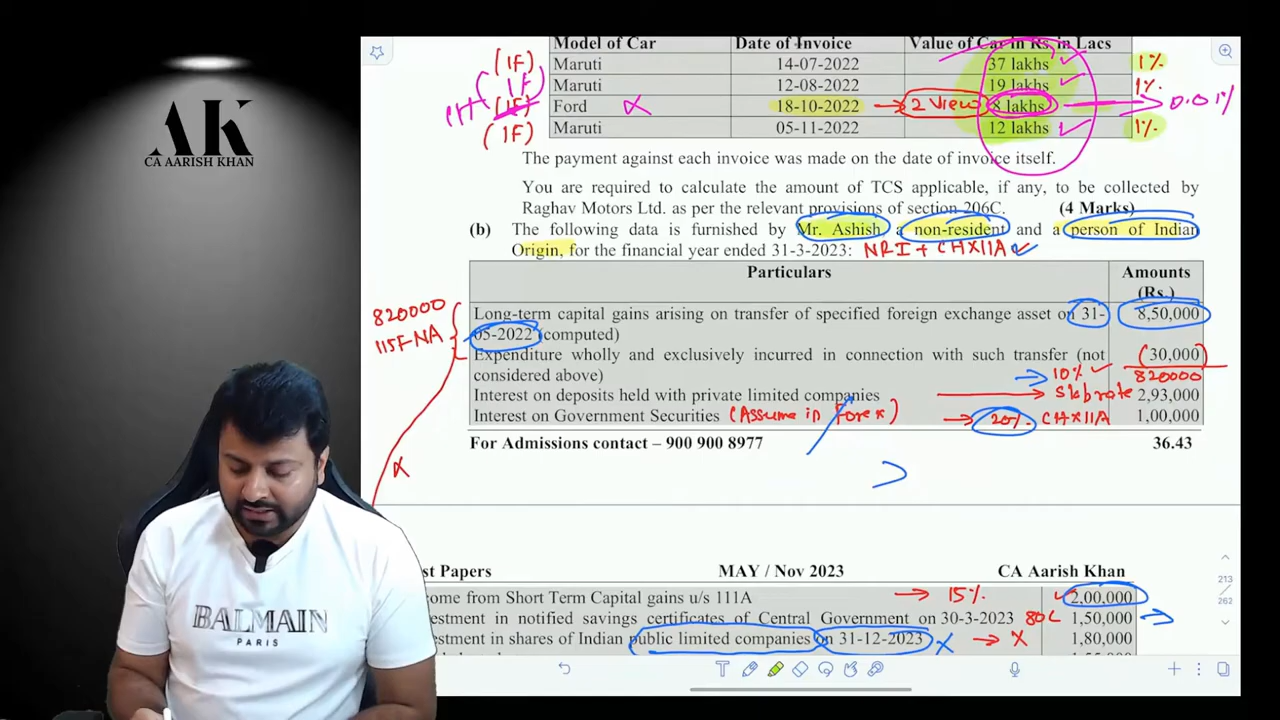 AK
CA AARISH KHAN
Model of Car Date of Invoice Value of Car in Rs. in Lacs
(1F) Maruti 14-07-2022 37 lakhs 1%
(1F) Maruti 12-08-2022 19 lakhs 1%
(1F) Ford 18-10-2022 2 View 8 lakhs 0.01%
(1F) Maruti 05-11-2022 12 lakhs 1%
The payment against each invoice was made on the date of invoice itself.
You are required to calculate the amount of TCS applicable, if any, to be collected by
Raghav Motors Ltd. as per the relevant provisions of section 206C. (4 Marks)
(b) The following data is furnished by Mr. Ashish a non-resident and a person of Indian
Origin, for the financial year ended 31-3-2023: NRI + CHXIIA
Particulars Amounts
(Rs.)
820000
115F NA
Long-term capital gains arising on transfer of specified foreign exchange asset on 31- 8,50,000
05-2022 (computed)
Expenditure wholly and exclusively incurred in connection with such transfer (not (30,000)
considered above) 10% 820000
Interest on deposits held with private limited companies Slab rate 2,93,000
Interest on Government Securities (Assume in Forex) 20% CHXIIA 1,00,000
For Admissions contact – 900 900 8977 36.43
st Papers MAY / Nov 2023 CA Aarish Khan
ome from Short Term Capital gains u/s 111A 15% 2,00,000
estment in notified savings certificates of Central Government on 30-3-2023 80C 1,50,000
estment in shares of Indian public limited companies on 31-12-2023 X X 1,80,000
213
262
BALMAIN
PARIS